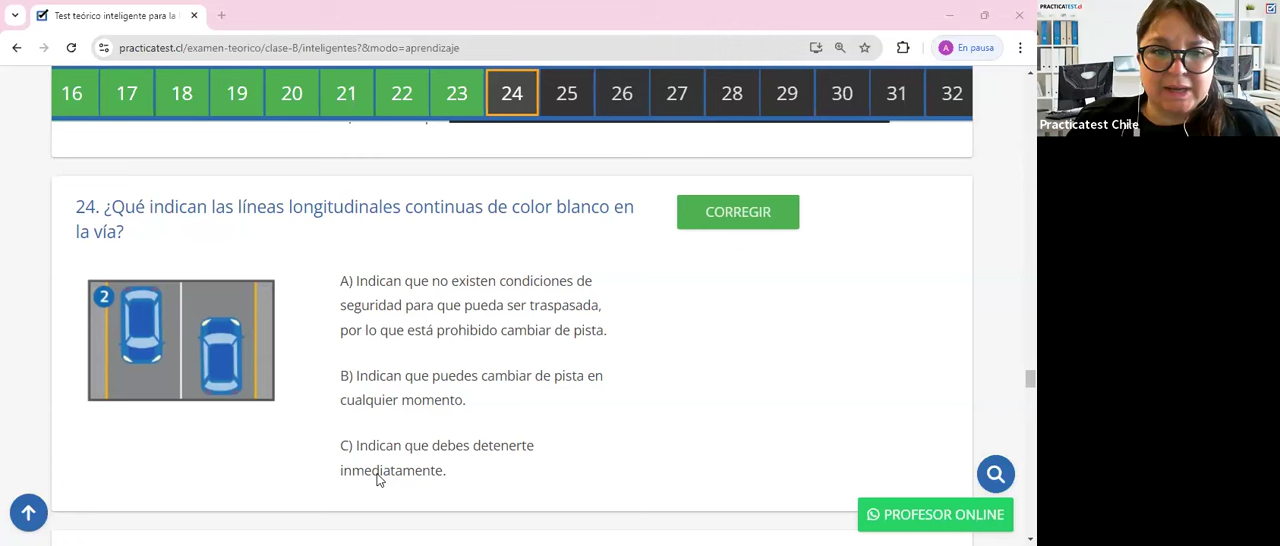 Test teórico inteligente para la
practicatest.cl/examen-teorico/clase-B/inteligentes?&modo=aprendizaje
A
En pausa
PRACTICATEST.cl
Practicatest Chile
16 17 18 19 20 21 22 23 24 25 26 27 28 29 30 31 32
24. ¿Qué indican las líneas longitudinales continuas de color blanco en
la vía?
CORREGIR
2
A) Indican que no existen condiciones de
seguridad para que pueda ser traspasada,
por lo que está prohibido cambiar de pista.
B) Indican que puedes cambiar de pista en
cualquier momento.
C) Indican que debes detenerte
inmediatamente.
PROFESOR ONLINE